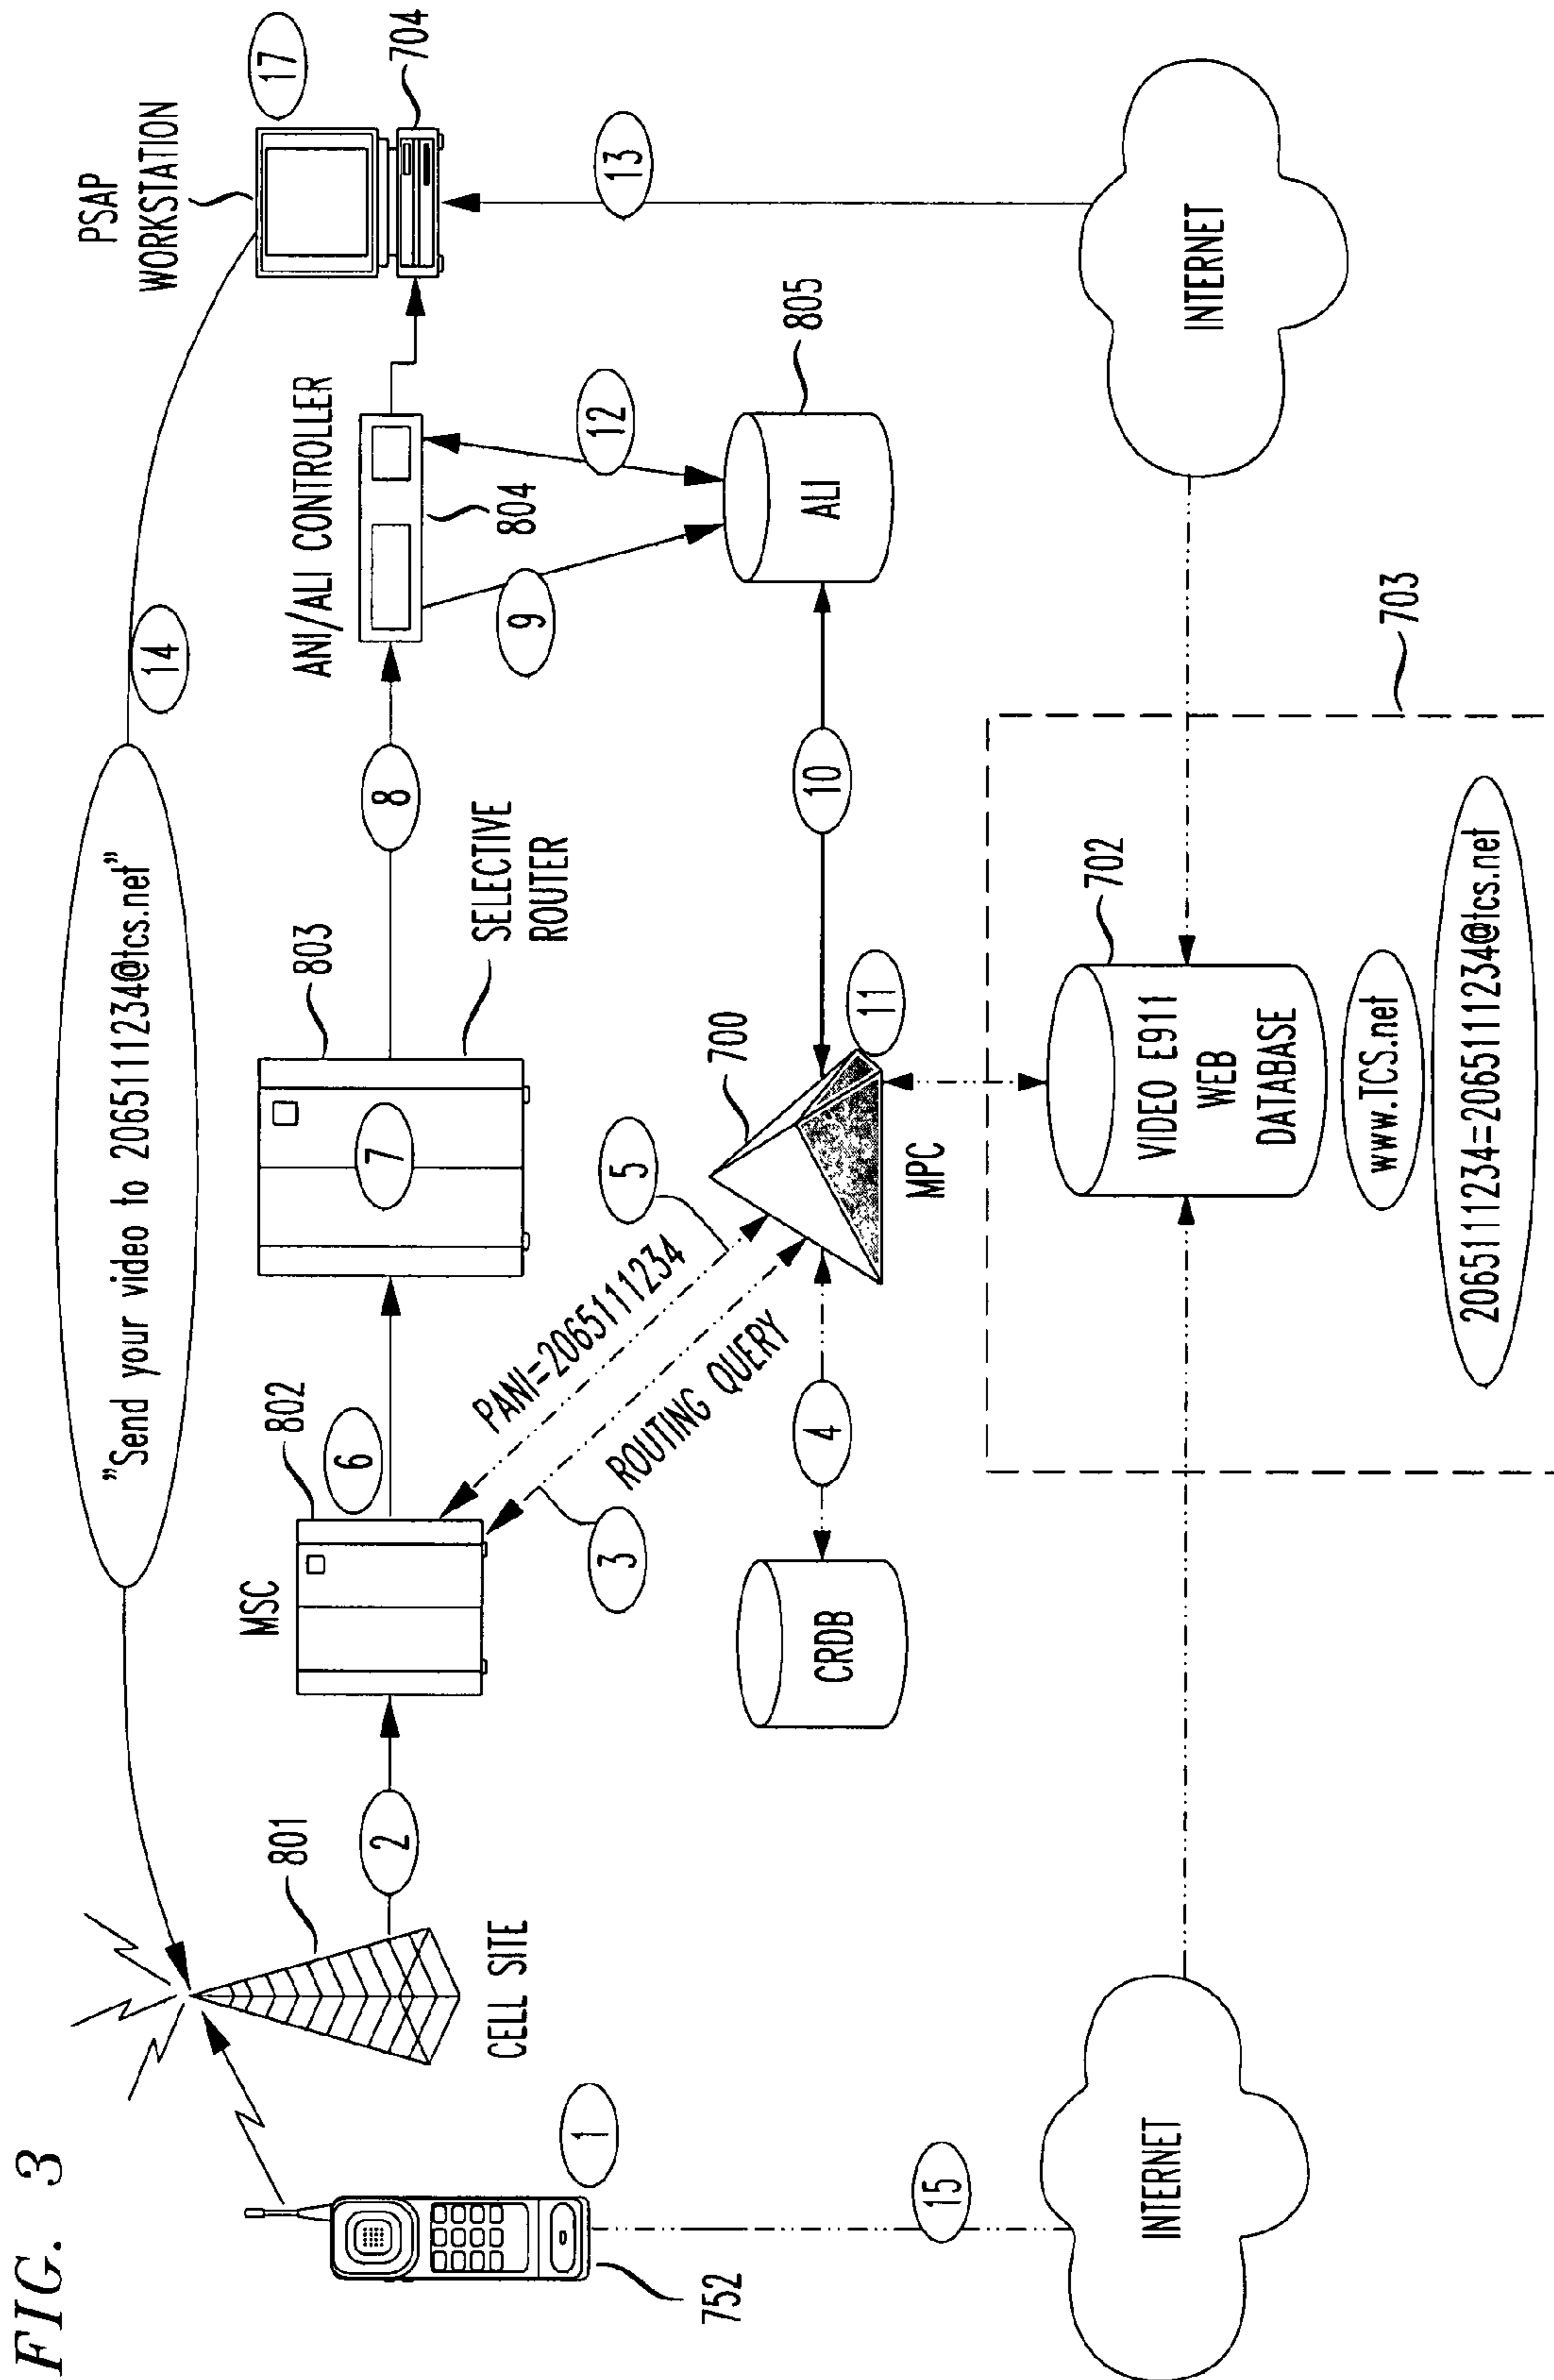 FIG. 3
"Send your video to 2065111234@tcs.net"
14
PSAP
WORKSTATION
17
704
801
CELL SITE
2
MSC
802
6
803
7
SELECTIVE
ROUTER
8
ANI/ALI CONTROLLER
804
9
12
13
752
1
3
ROUTING QUERY
PANI=2065111234
5
CRDB
4
700
MPC
11
10
ALI
805
15
INTERNET
702
VIDEO E911
WEB
DATABASE
www.TCS.net
2065111234=2065111234@tcs.net
703
INTERNET